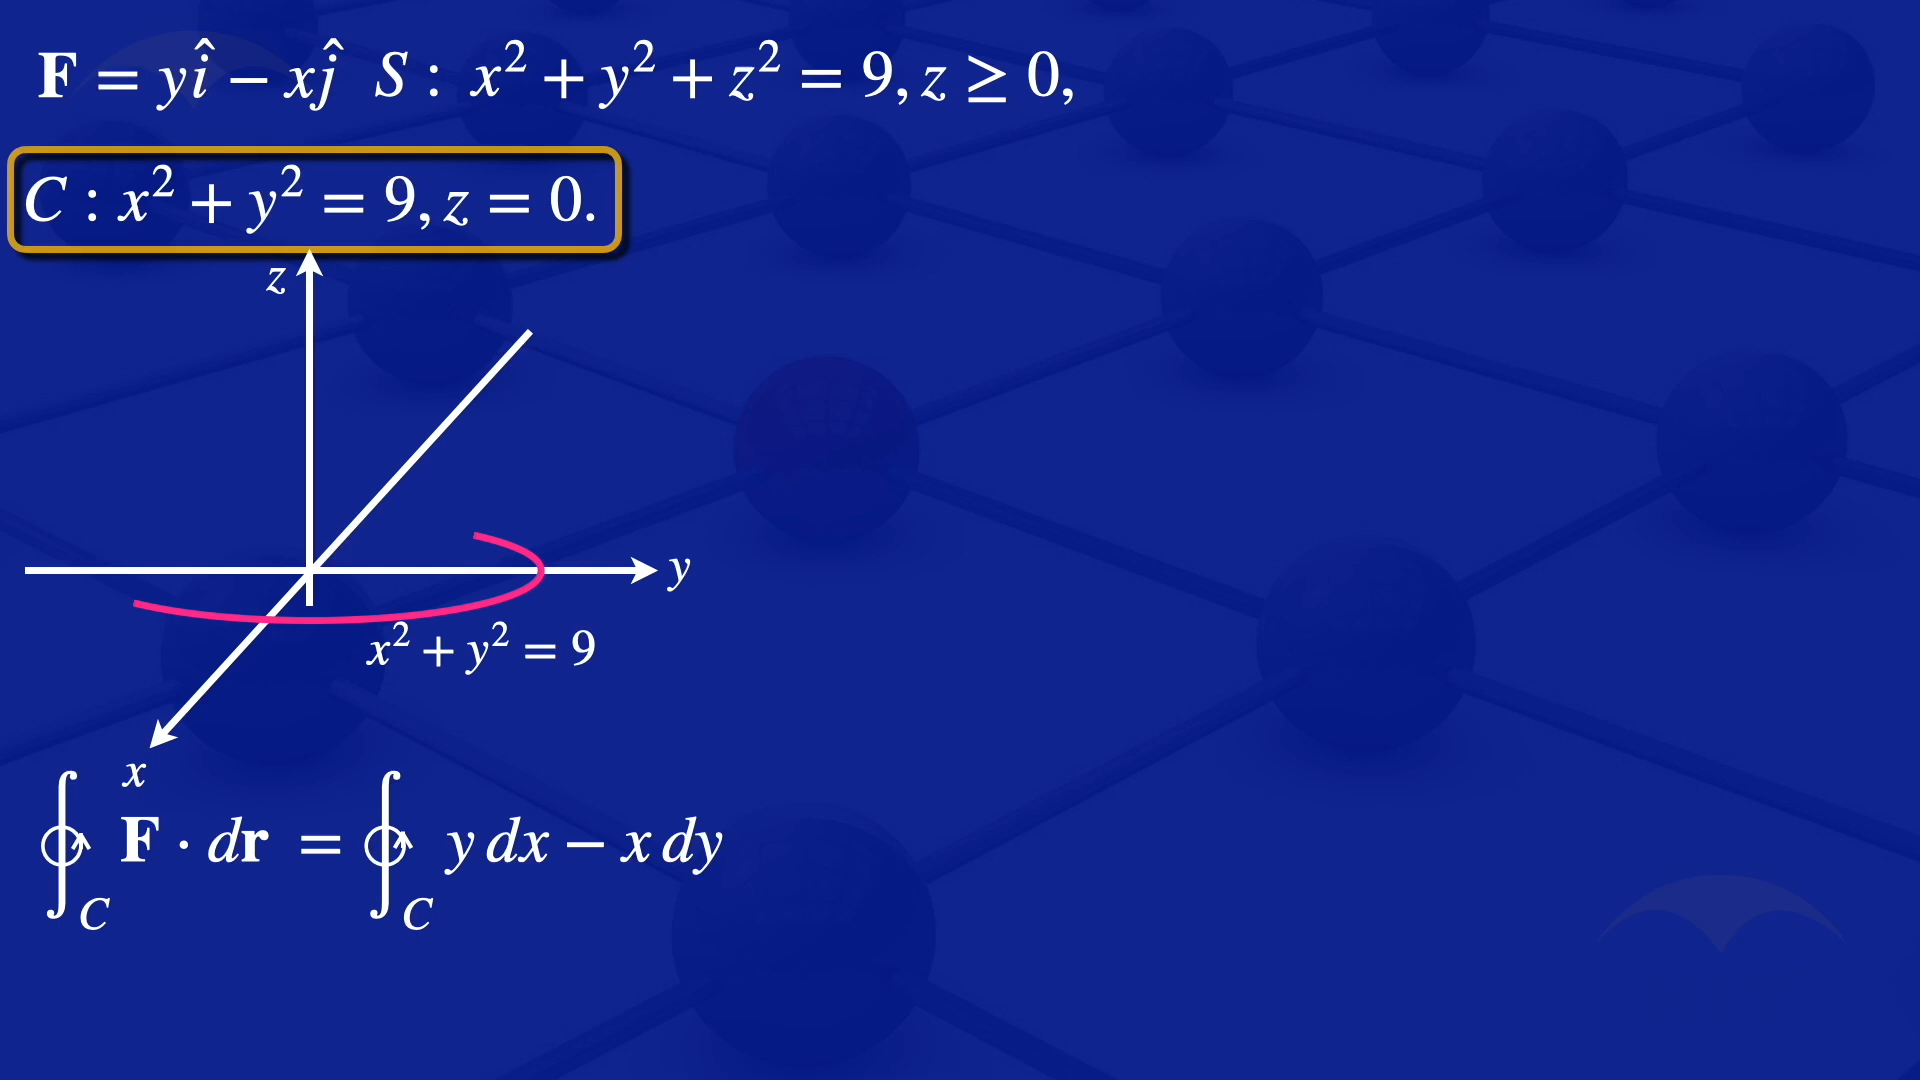 F = yî − xĵ S : x² + y² + z² = 9, z ≥ 0,
C : x² + y² = 9, z = 0.
z
y
x² + y² = 9
x
∮_C F · dr = ∮_C y dx − x dy